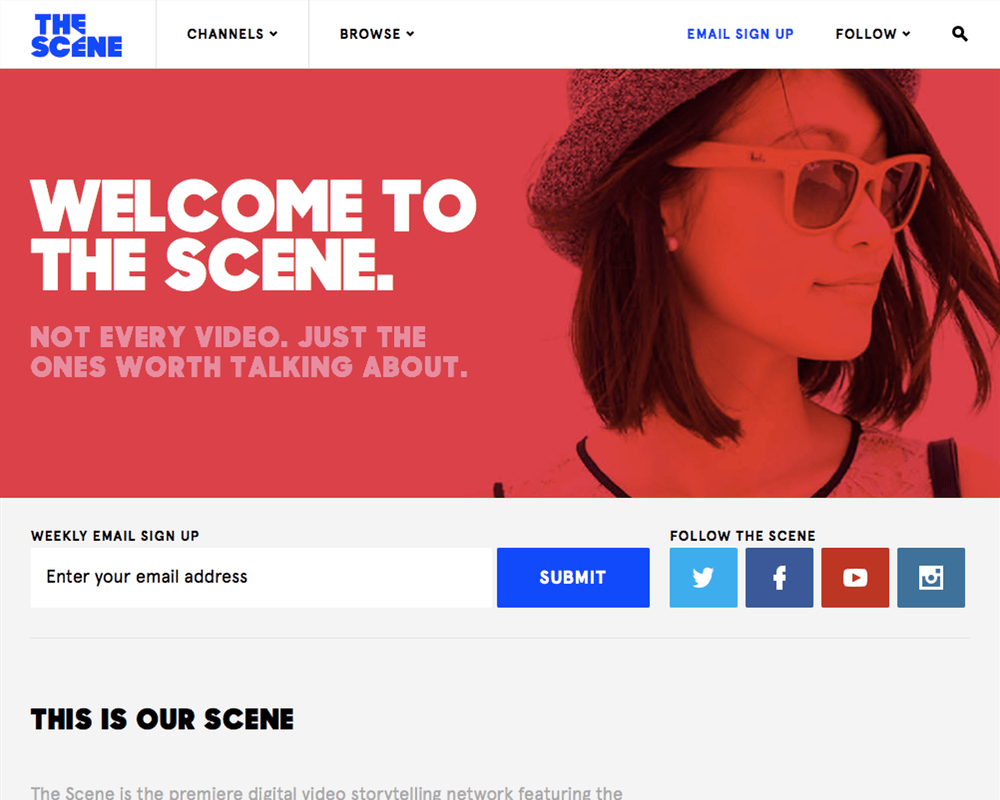 THE
SCENE
CHANNELS
BROWSE
EMAIL SIGN UP
FOLLOW
WELCOME TO
THE SCENE.
NOT EVERY VIDEO. JUST THE
ONES WORTH TALKING ABOUT.
WEEKLY EMAIL SIGN UP
FOLLOW THE SCENE
Enter your email address
SUBMIT
THIS IS OUR SCENE
The Scene is the premiere digital video storytelling network featuring the